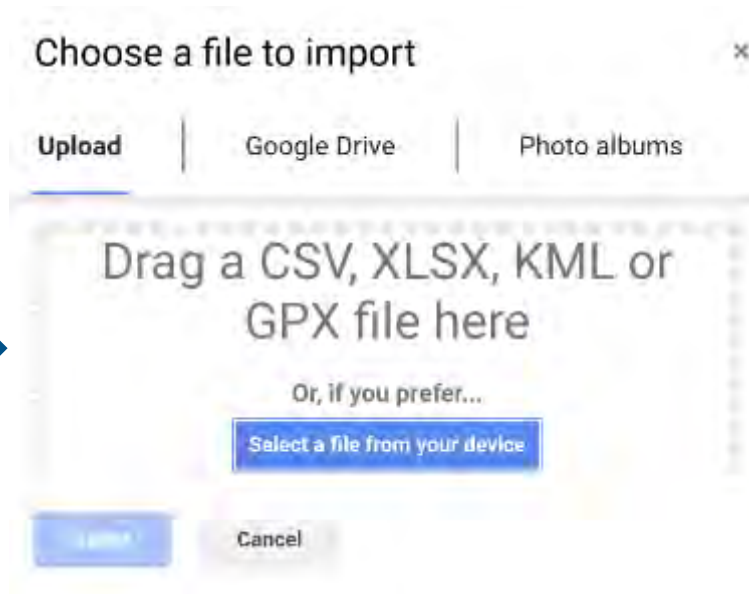 Choose a file to import
×
Upload
Google Drive
Photo albums
Drag a CSV, XLSX, KML or
GPX file here
Or, if you prefer...
Select a file from your device
Cancel